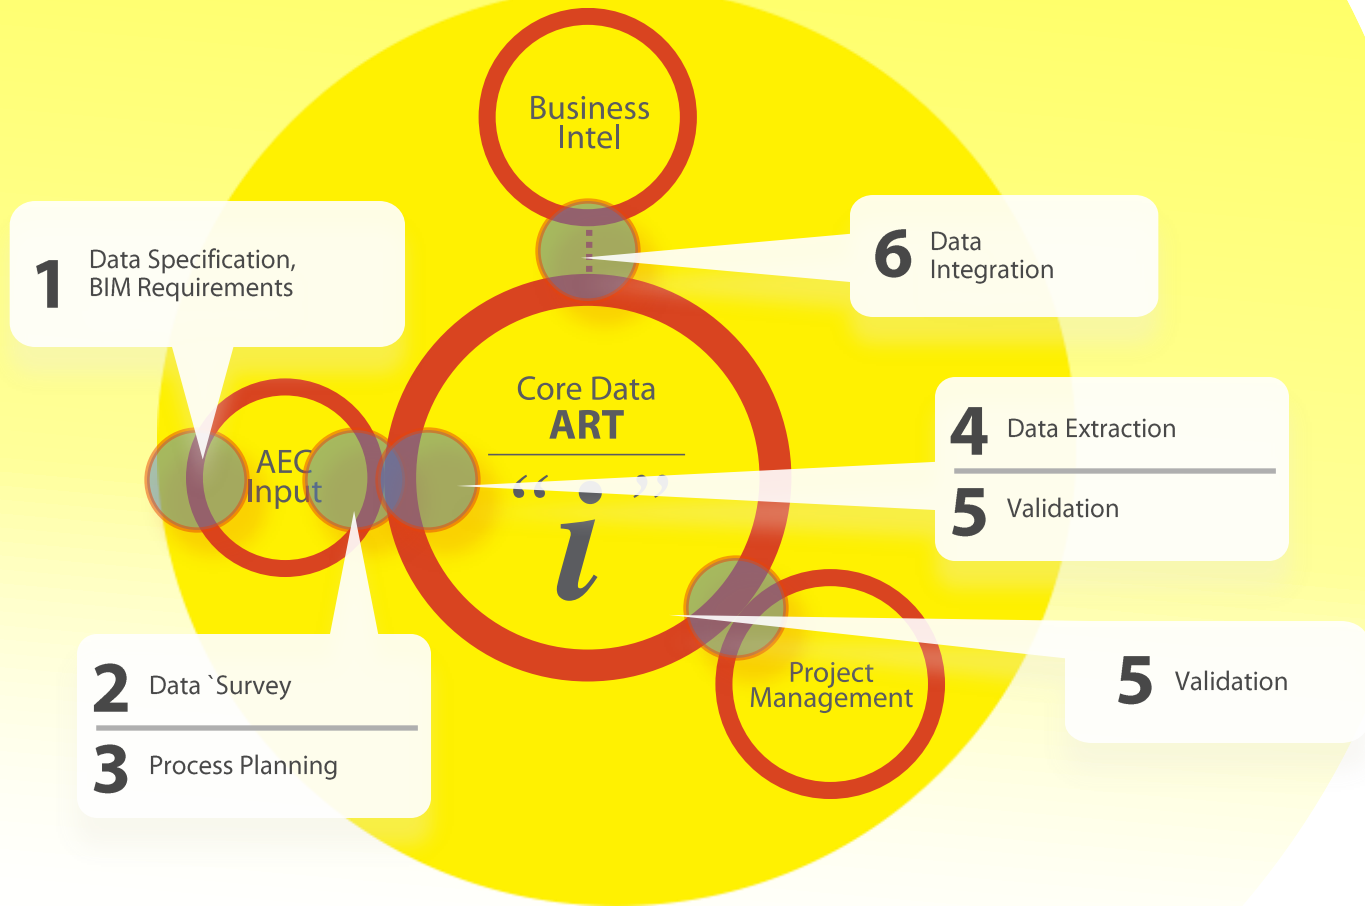 Business
Intel
1
Data Specification,
BIM Requirements
6
Data
Integration
Core Data
ART
“ i ”
AEC
Input
4
Data Extraction
5
Validation
2
Data `Survey
3
Process Planning
Project
Management
5
Validation